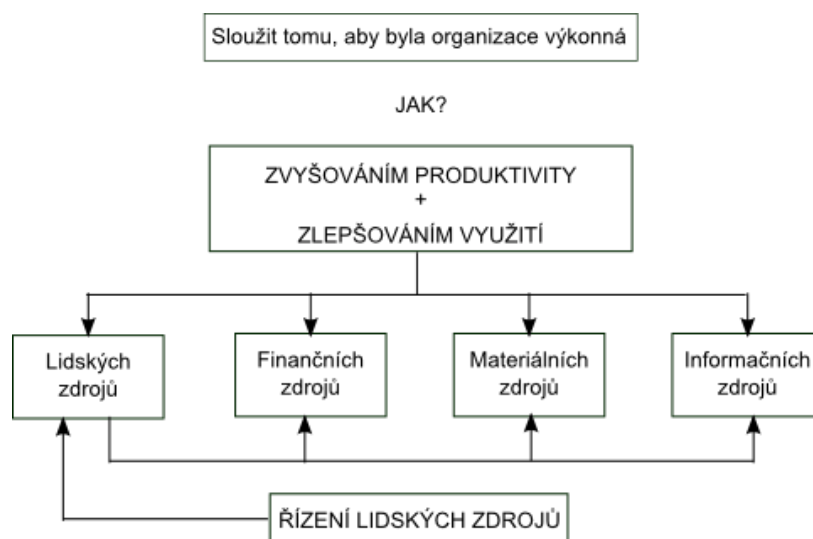 Sloužit tomu, aby byla organizace výkonná
JAK?
ZVYŠOVÁNÍM PRODUKTIVITY
+
ZLEPŠOVÁNÍM VYUŽITÍ
Lidských
zdrojů
Finančních
zdrojů
Materiálních
zdrojů
Informačních
zdrojů
ŘÍZENÍ LIDSKÝCH ZDROJŮ